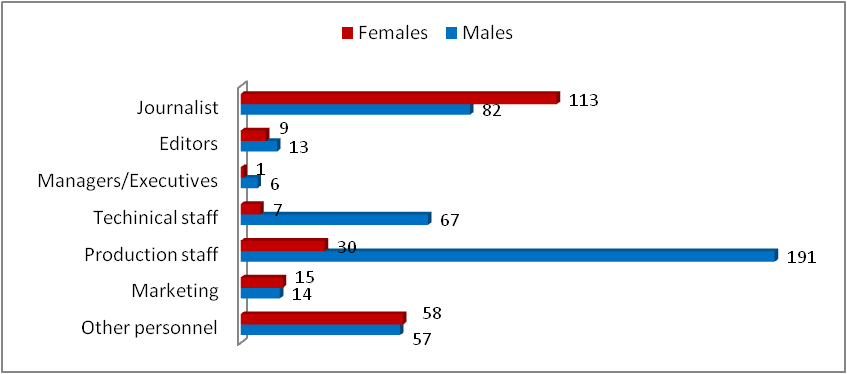 Females Males
Journalist 113
82
Editors 9
13
Managers/Executives 1
6
Techinical staff 7
67
Production staff 30
191
Marketing 15
14
Other personnel 58
57